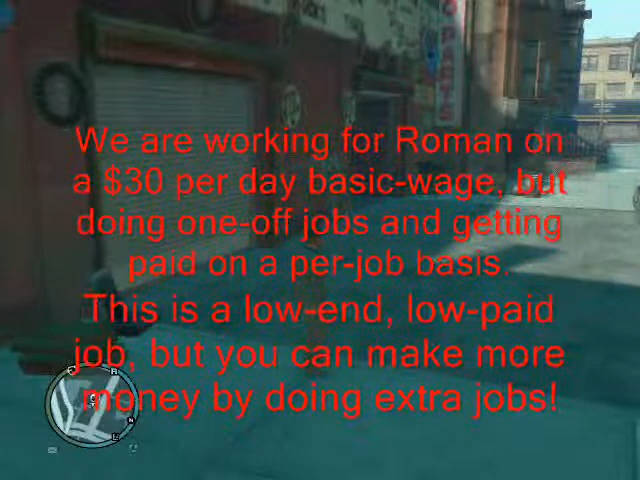 We are working for Roman on
a $30 per day basic-wage, but
doing one-off jobs and getting
paid on a per-job basis.
This is a low-end, low-paid
job, but you can make more
money by doing extra jobs!